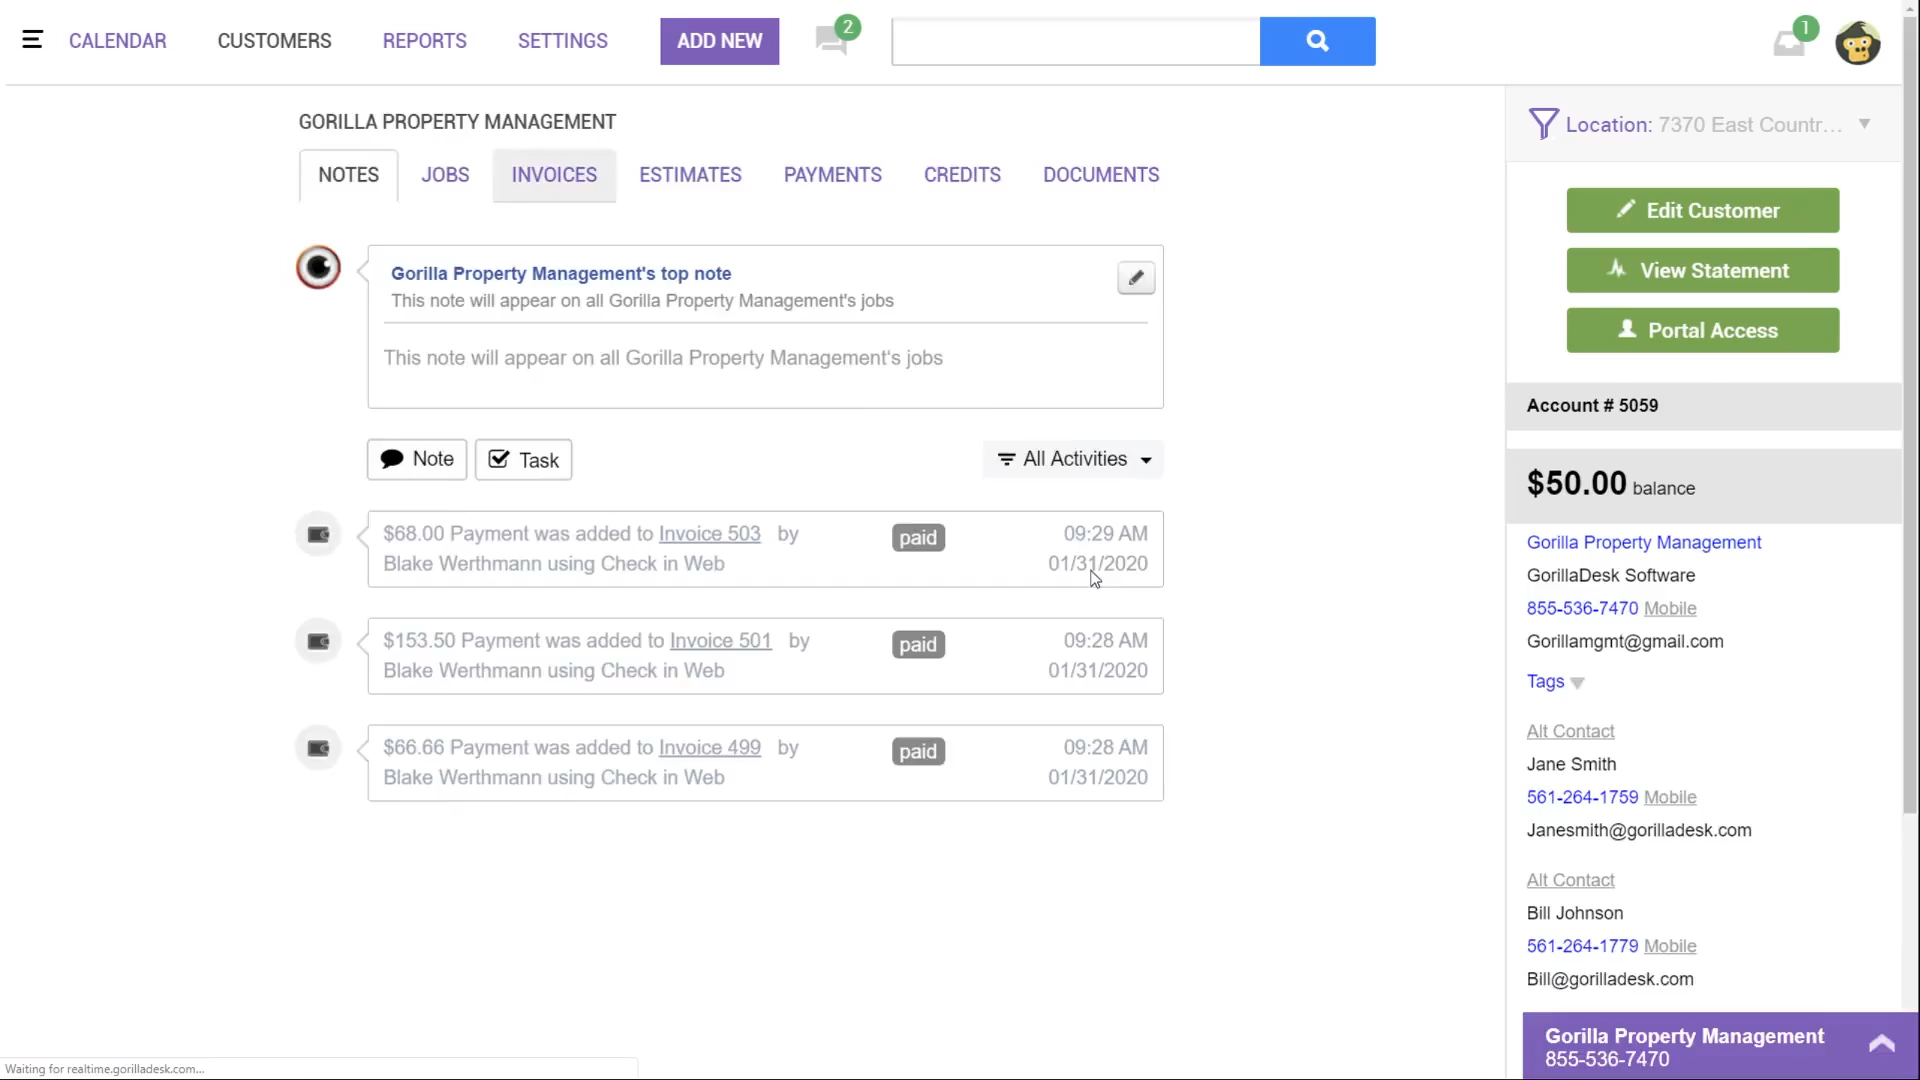 CALENDAR CUSTOMERS REPORTS SETTINGS ADD NEW 2 1
Location: 7370 East Countr...
GORILLA PROPERTY MANAGEMENT
NOTES JOBS INVOICES ESTIMATES PAYMENTS CREDITS DOCUMENTS
Gorilla Property Management's top note
This note will appear on all Gorilla Property Management's jobs
This note will appear on all Gorilla Property Management's jobs
Note Task All Activities
$68.00 Payment was added to Invoice 503 by paid 09:29 AM
Blake Werthmann using Check in Web 01/31/2020
$153.50 Payment was added to Invoice 501 by paid 09:28 AM
Blake Werthmann using Check in Web 01/31/2020
$66.66 Payment was added to Invoice 499 by paid 09:28 AM
Blake Werthmann using Check in Web 01/31/2020
Edit Customer
View Statement
Portal Access
Account # 5059
$50.00 balance
Gorilla Property Management
GorillaDesk Software
855-536-7470 Mobile
Gorillamgmt@gmail.com
Tags
Alt Contact
Jane Smith
561-264-1759 Mobile
Janesmith@gorilladesk.com
Alt Contact
Bill Johnson
561-264-1779 Mobile
Bill@gorilladesk.com
Gorilla Property Management
855-536-7470
Waiting for realtime.gorilladesk.com...